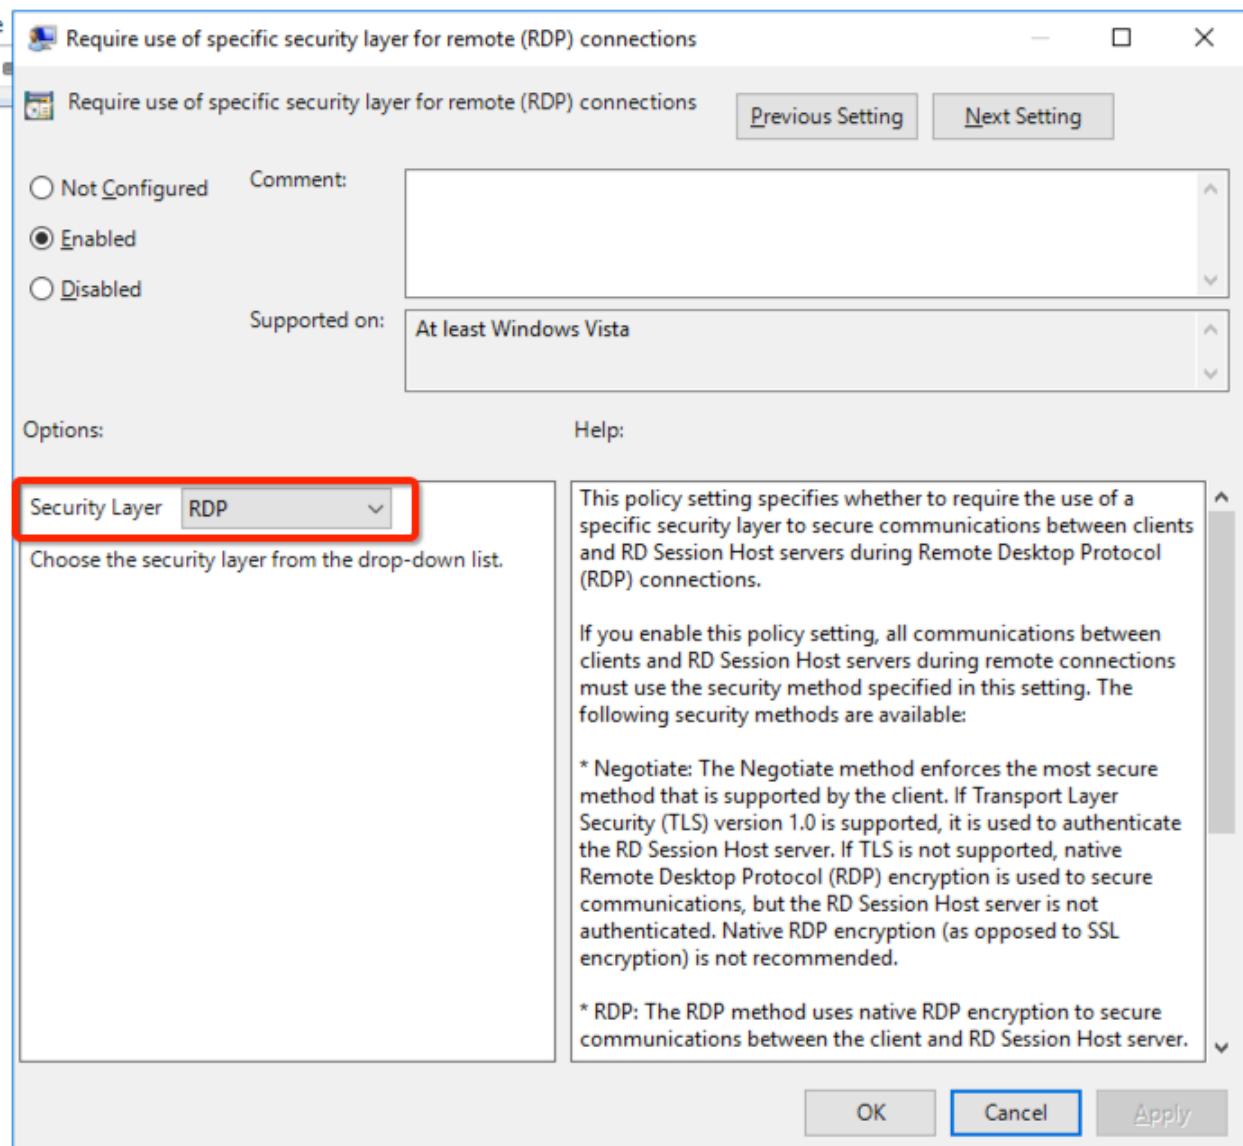 Require use of specific security layer for remote (RDP) connections
Require use of specific security layer for remote (RDP) connections
Previous Setting
Next Setting
Not Configured
Comment:
Enabled
Disabled
Supported on:
At least Windows Vista
Options:
Help:
Security Layer
RDP
Choose the security layer from the drop-down list.
This policy setting specifies whether to require the use of a
specific security layer to secure communications between clients
and RD Session Host servers during Remote Desktop Protocol
(RDP) connections.
If you enable this policy setting, all communications between
clients and RD Session Host servers during remote connections
must use the security method specified in this setting. The
following security methods are available:
* Negotiate: The Negotiate method enforces the most secure
method that is supported by the client. If Transport Layer
Security (TLS) version 1.0 is supported, it is used to authenticate
the RD Session Host server. If TLS is not supported, native
Remote Desktop Protocol (RDP) encryption is used to secure
communications, but the RD Session Host server is not
authenticated. Native RDP encryption (as opposed to SSL
encryption) is not recommended.
* RDP: The RDP method uses native RDP encryption to secure
communications between the client and RD Session Host server.
OK
Cancel
Apply